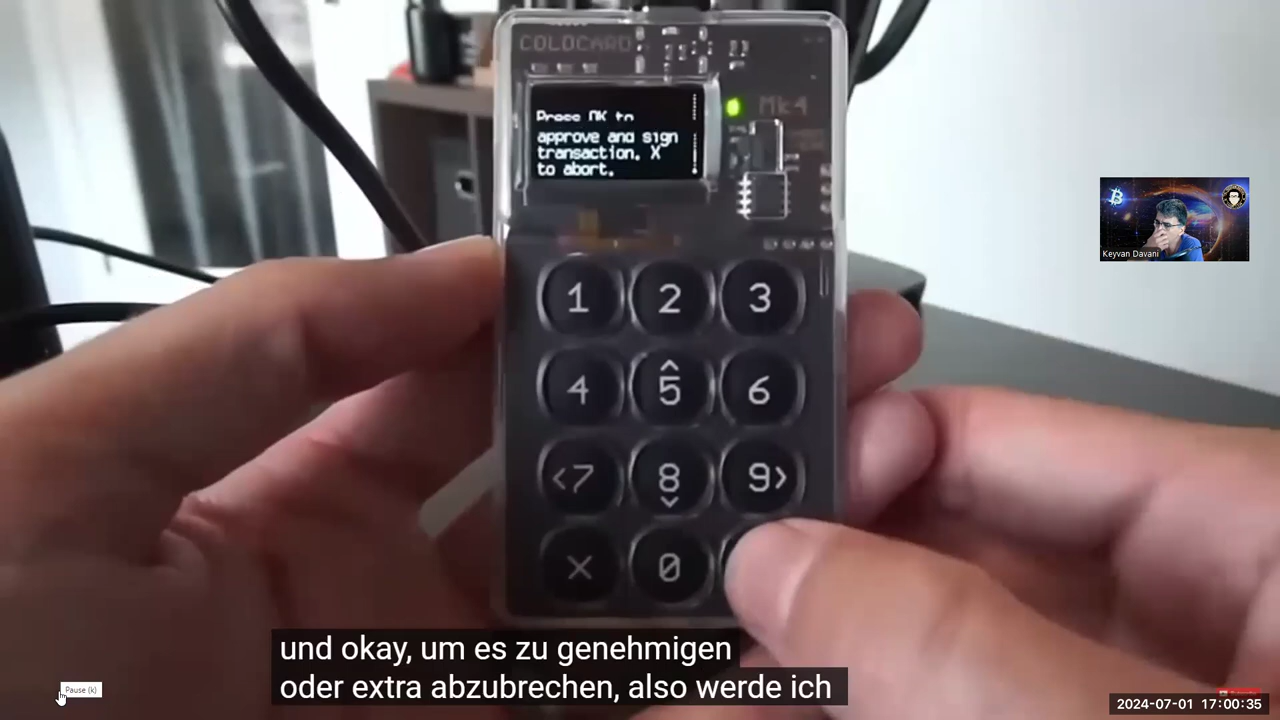 COLDCARD
Mk4
Press OK to
approve and sign
transaction. X
to abort.
1 2 3
4 5 6
<7 8 9>
X 0
Keyvan Davani
und okay, um es zu genehmigen
oder extra abzubrechen, also werde ich
Pause (k)
2024-07-01 17:00:35